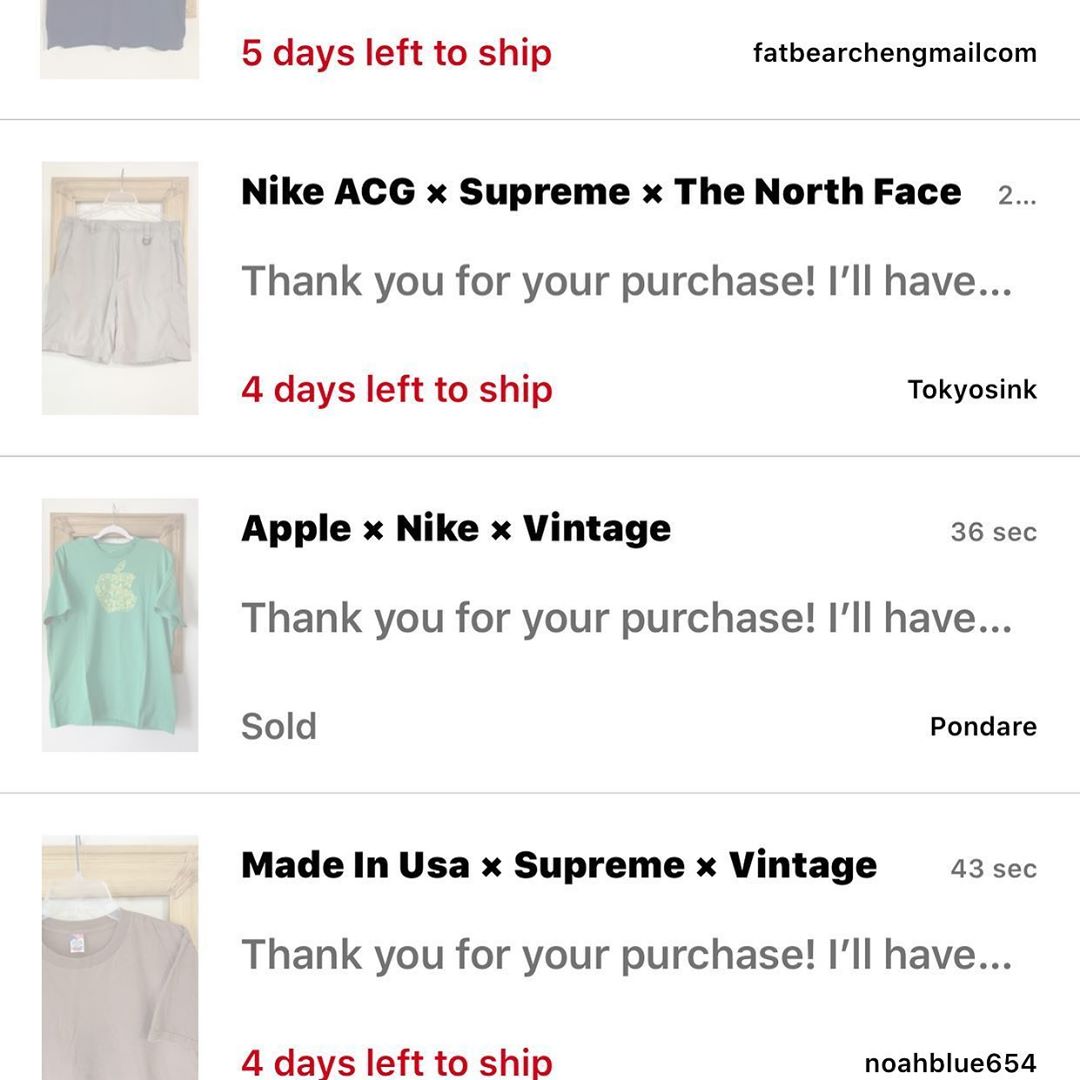 5 days left to ship
fatbearchengmailcom
Nike ACG × Supreme × The North Face
2...
Thank you for your purchase! I’ll have...
4 days left to ship
Tokyosink
Apple × Nike × Vintage
36 sec
Thank you for your purchase! I’ll have...
Sold
Pondare
Made In Usa × Supreme × Vintage
43 sec
Thank you for your purchase! I’ll have...
4 days left to ship
noahblue654